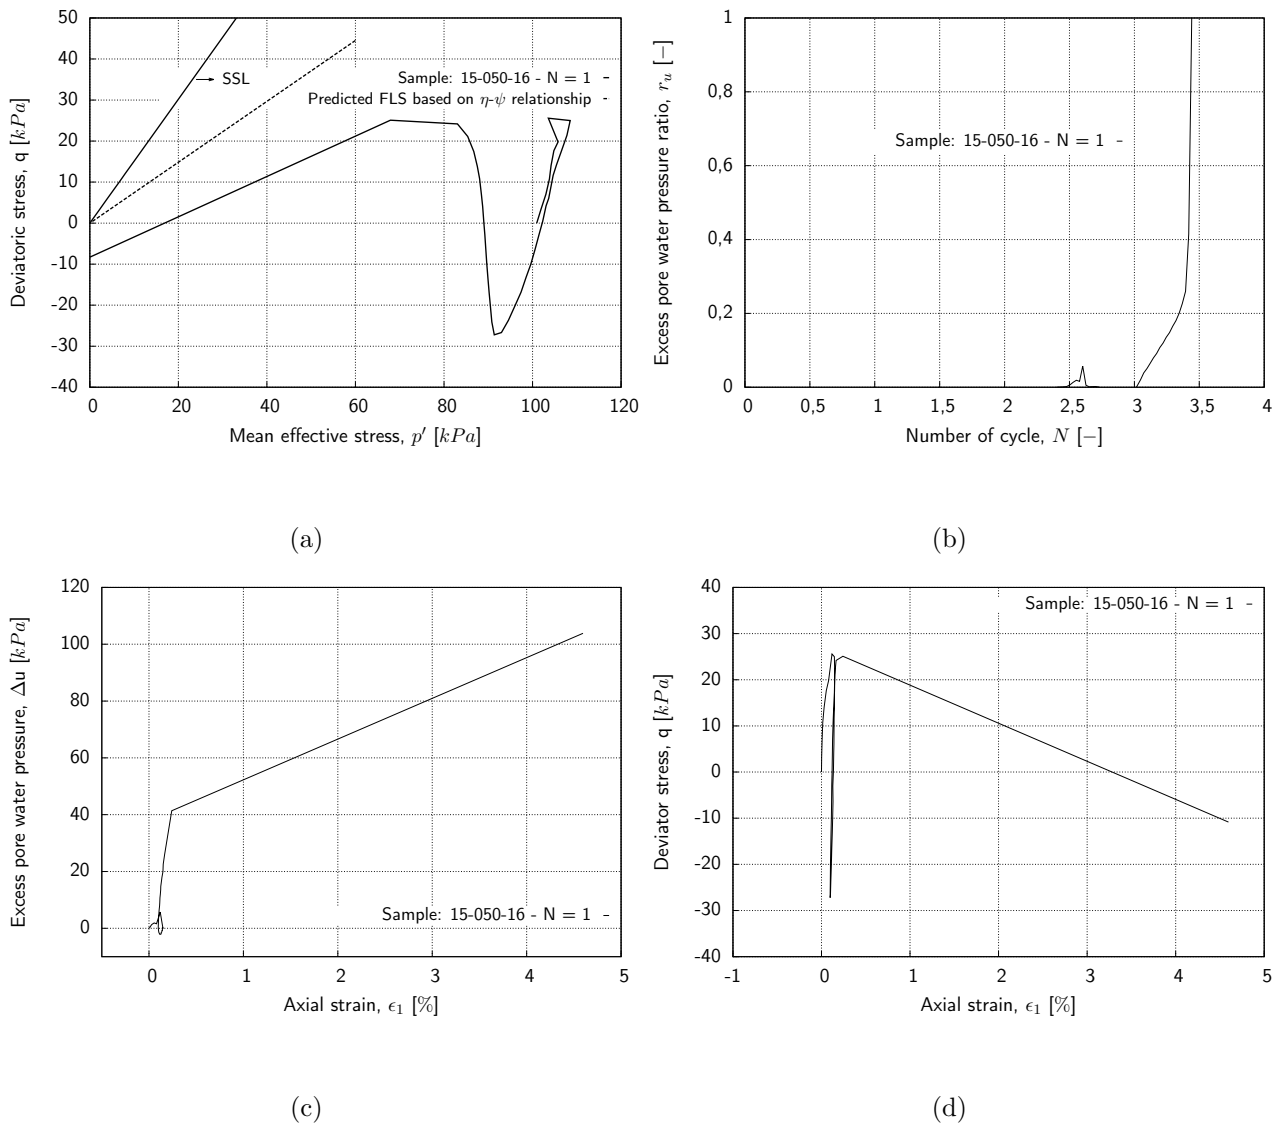 50
40
30
20
10
0
-10
-20
-30
-40
0 20 40 60 80 100 120
Deviatoric stress, q [kPa]
Mean effective stress, p′ [kPa]
SSL
Sample: 15-050-16 - N = 1
Predicted FLS based on η-ψ relationship
(a)
1
0,8
0,6
0,4
0,2
0
0 0,5 1 1,5 2 2,5 3 3,5 4
Excess pore water pressure ratio, r_u [−]
Number of cycle, N [−]
Sample: 15-050-16 - N = 1
(b)
120
100
80
60
40
20
0
0 1 2 3 4 5
Excess pore water pressure, Δu [kPa]
Axial strain, ϵ₁ [%]
Sample: 15-050-16 - N = 1
(c)
40
30
20
10
0
-10
-20
-30
-40
-1 0 1 2 3 4 5
Deviator stress, q [kPa]
Axial strain, ϵ₁ [%]
Sample: 15-050-16 - N = 1
(d)